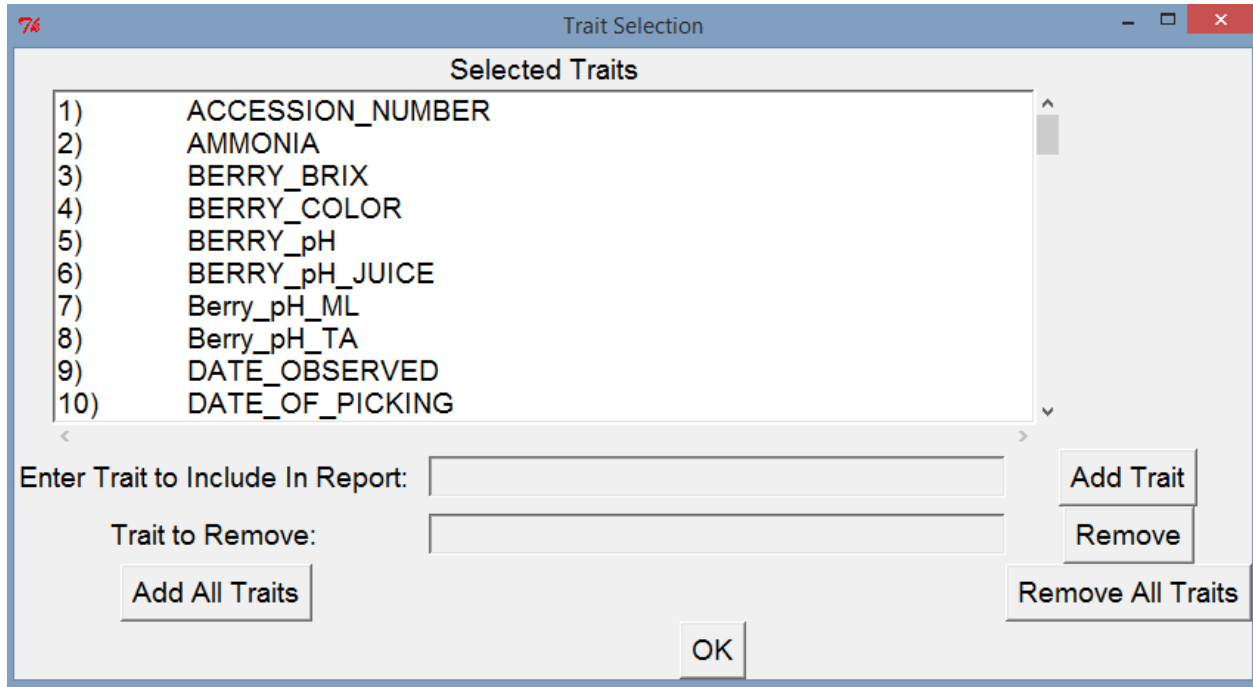 Trait Selection
Selected Traits
1) ACCESSION_NUMBER
2) AMMONIA
3) BERRY_BRIX
4) BERRY_COLOR
5) BERRY_pH
6) BERRY_pH_JUICE
7) Berry_pH_ML
8) Berry_pH_TA
9) DATE_OBSERVED
10) DATE_OF_PICKING
Enter Trait to Include In Report: Add Trait
Trait to Remove: Remove
Add All Traits Remove All Traits
OK